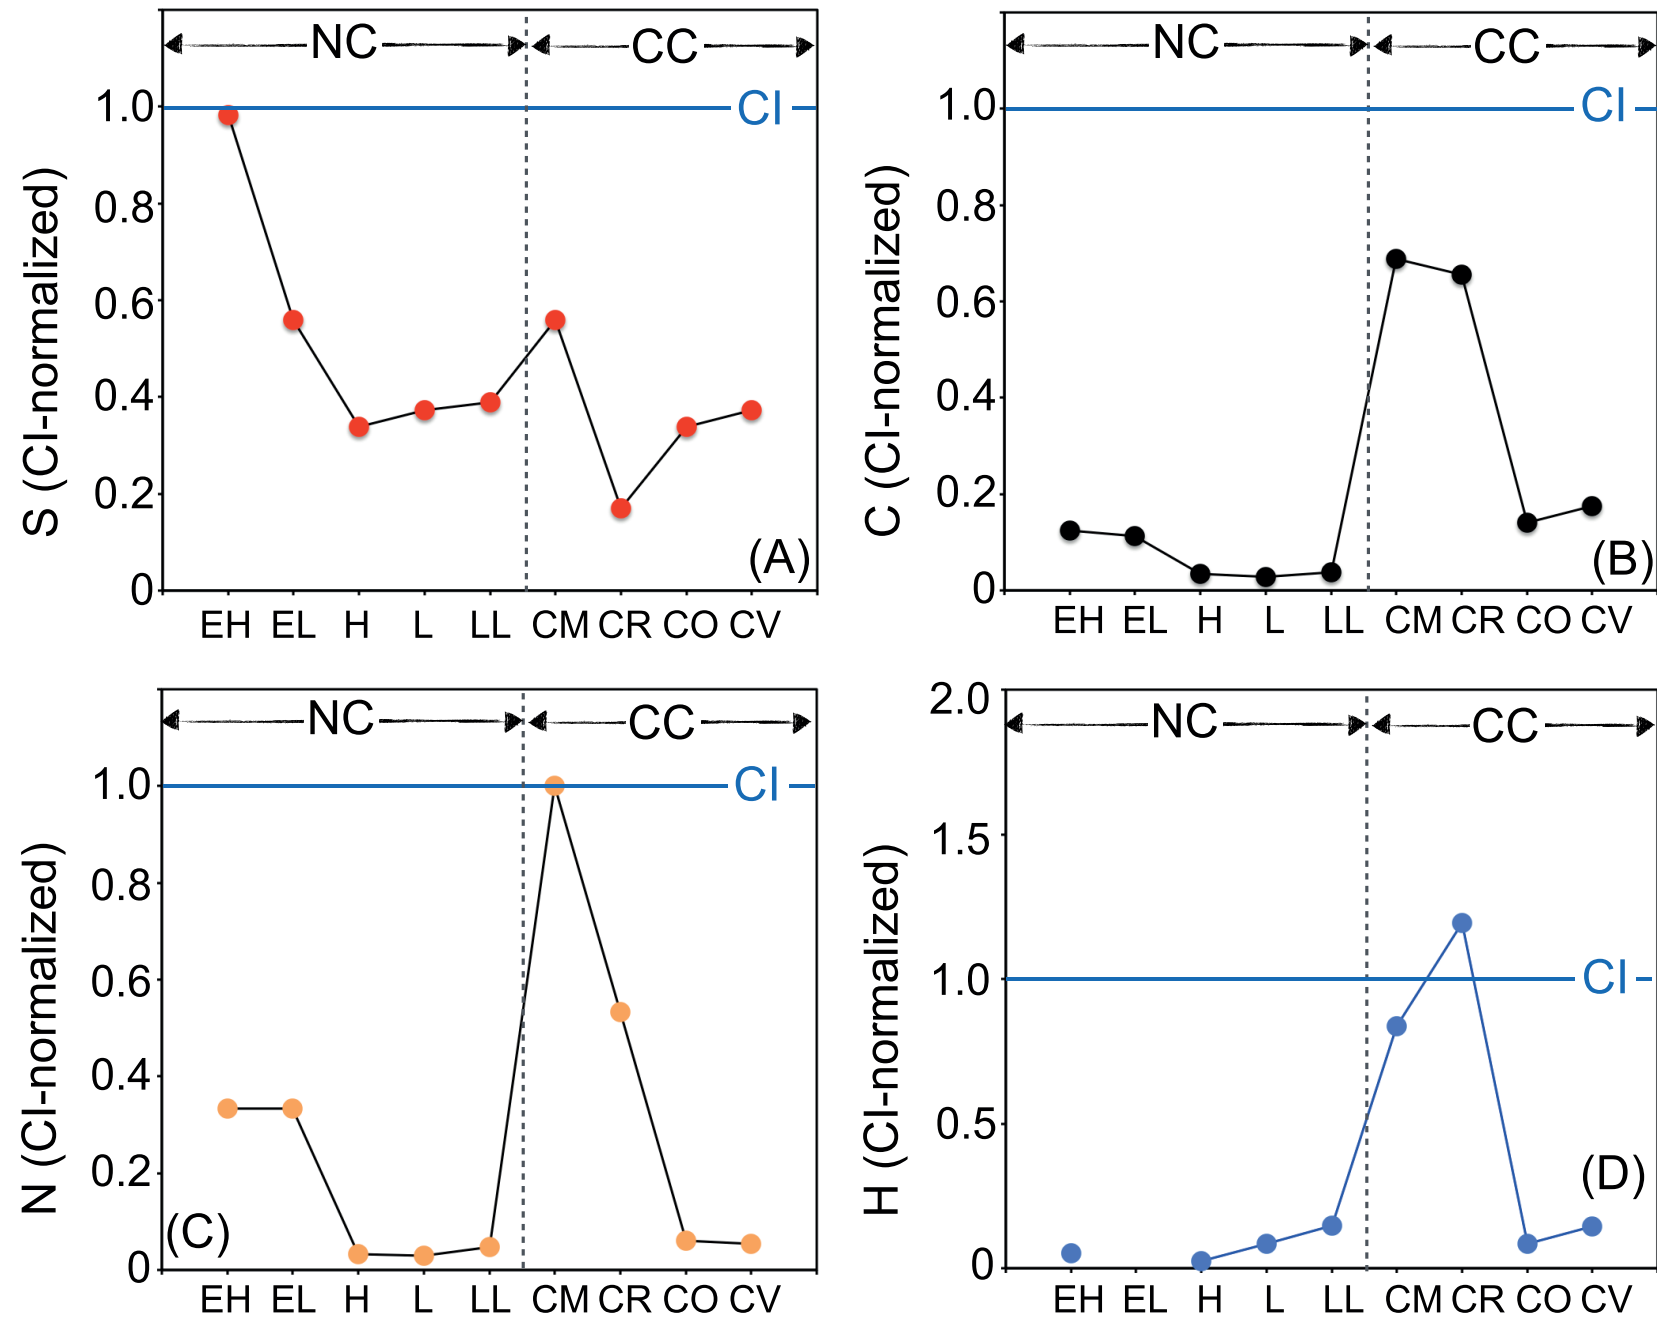 NC CC
1.0 CI
0.8
0.6
0.4
0.2
0
S (CI-normalized)
(A)
EH EL H L LL CM CR CO CV
NC CC
1.0 CI
0.8
0.6
0.4
0.2
0
C (CI-normalized)
(B)
EH EL H L LL CM CR CO CV
NC CC
1.0 CI
0.8
0.6
0.4
0.2
0
N (CI-normalized)
(C)
EH EL H L LL CM CR CO CV
2.0
NC CC
1.5
1.0 CI
0.5
0
H (CI-normalized)
(D)
EH EL H L LL CM CR CO CV